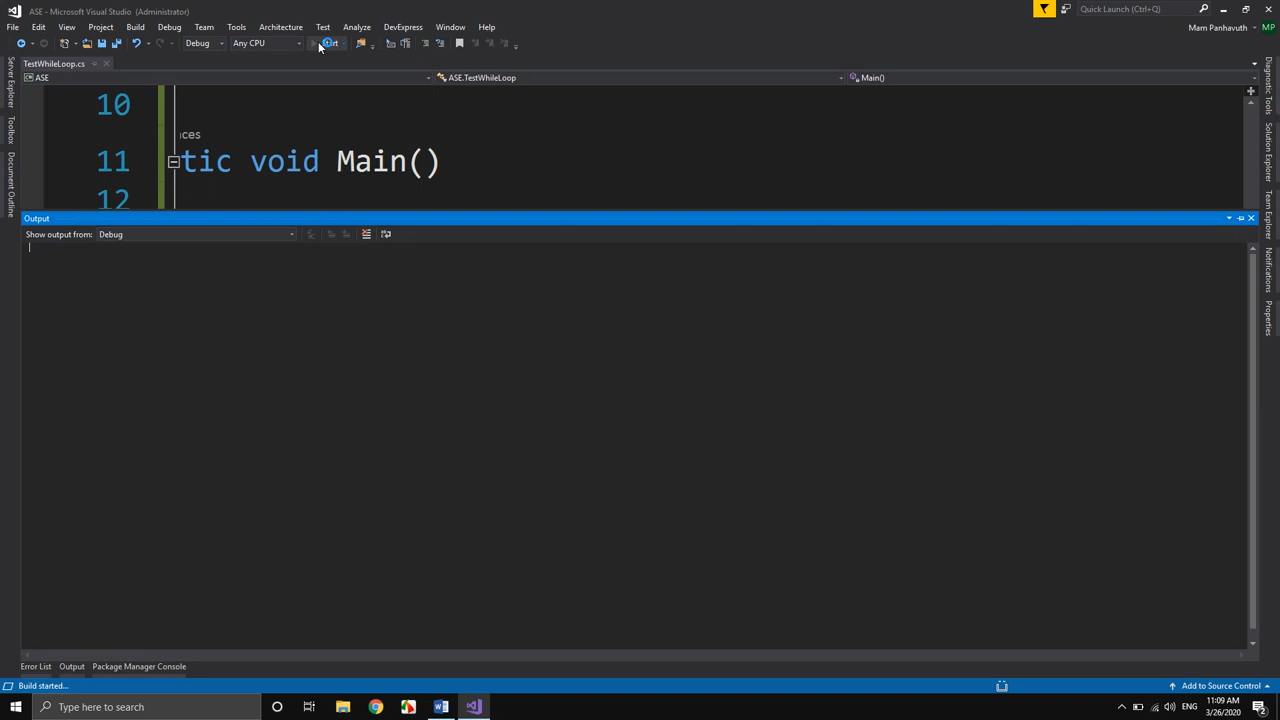 ASE - Microsoft Visual Studio (Administrator)
Quick Launch (Ctrl+Q)
File Edit View Project Build Debug Team Tools Test Architecture Analyze DevExpress Window Help
Mam Panhavuth MP
Debug Any CPU
TestWhileLoop.cs
ASE ASE.TestWhileLoop Main()
10
ices
11 tic void Main()
12
Output
Show output from: Debug
Server Explorer
Toolbox
Document Outline
Diagnostic Tools
Solution Explorer
Team Explorer
Notifications
Properties
Error List Output Package Manager Console
Build started... Add to Source Control
Type here to search
ENG
11:09 AM
3/26/2020
2